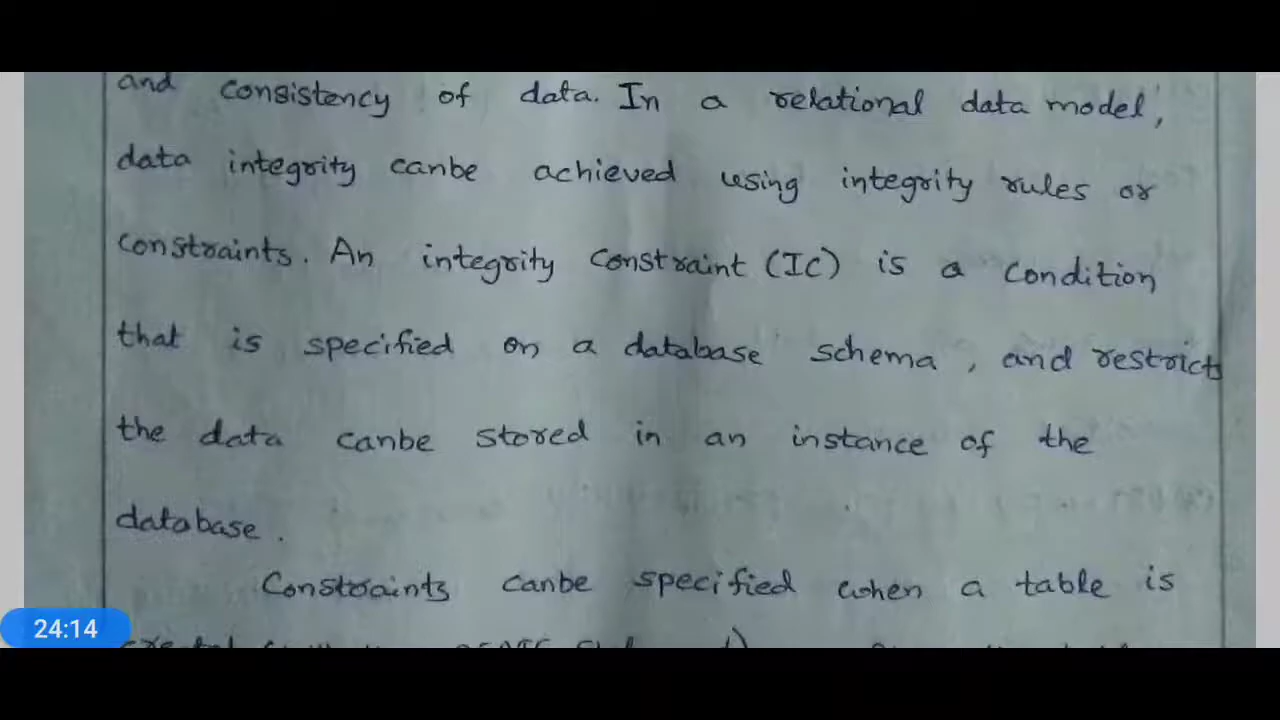 and consistency of data. In a relational data model,
data integrity canbe achieved using integrity rules or
constraints. An integrity constraint (IC) is a condition
that is specified on a database schema, and restricts
the data canbe stored in an instance of the
database.
Constraints canbe specified when a table is
24:14